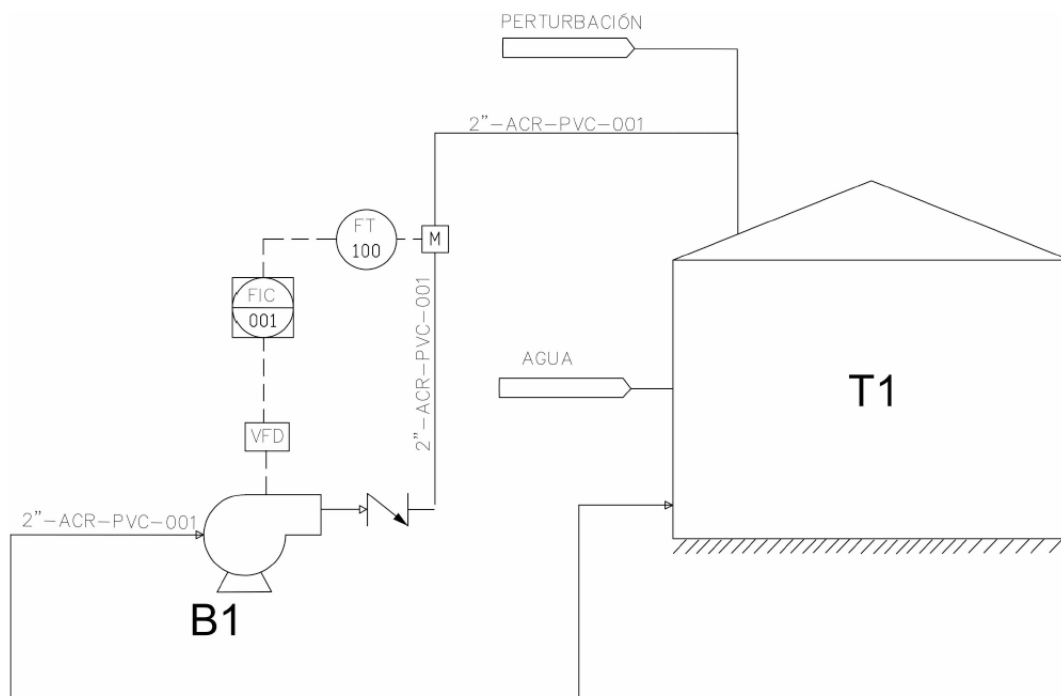 PERTURBACIÓN
2"-ACR-PVC-001
FT
100
M
FIC
001
2"-ACR-PVC-001
AGUA
T1
VFD
2"-ACR-PVC-001
B1